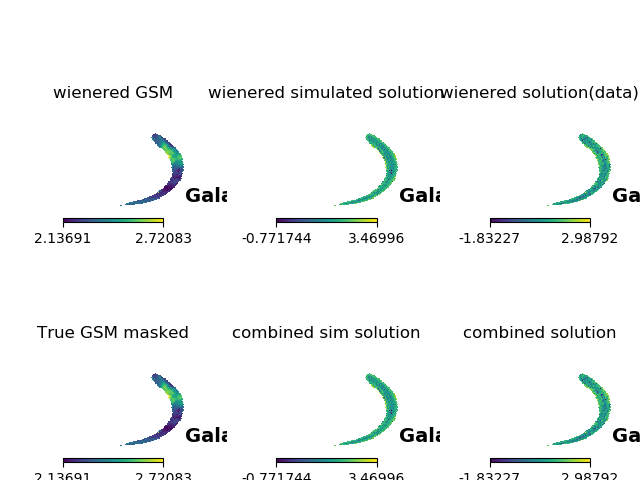 wienered GSM wienered simulated solution wienered solution(data)
Gala Gala Ga
2.13691 2.72083 -0.771744 3.46996 -1.83227 2.98792
True GSM masked combined sim solution combined solution
Gala Gala Ga
2.13691 2.72083 -0.771744 3.46996 -1.83227 2.98792